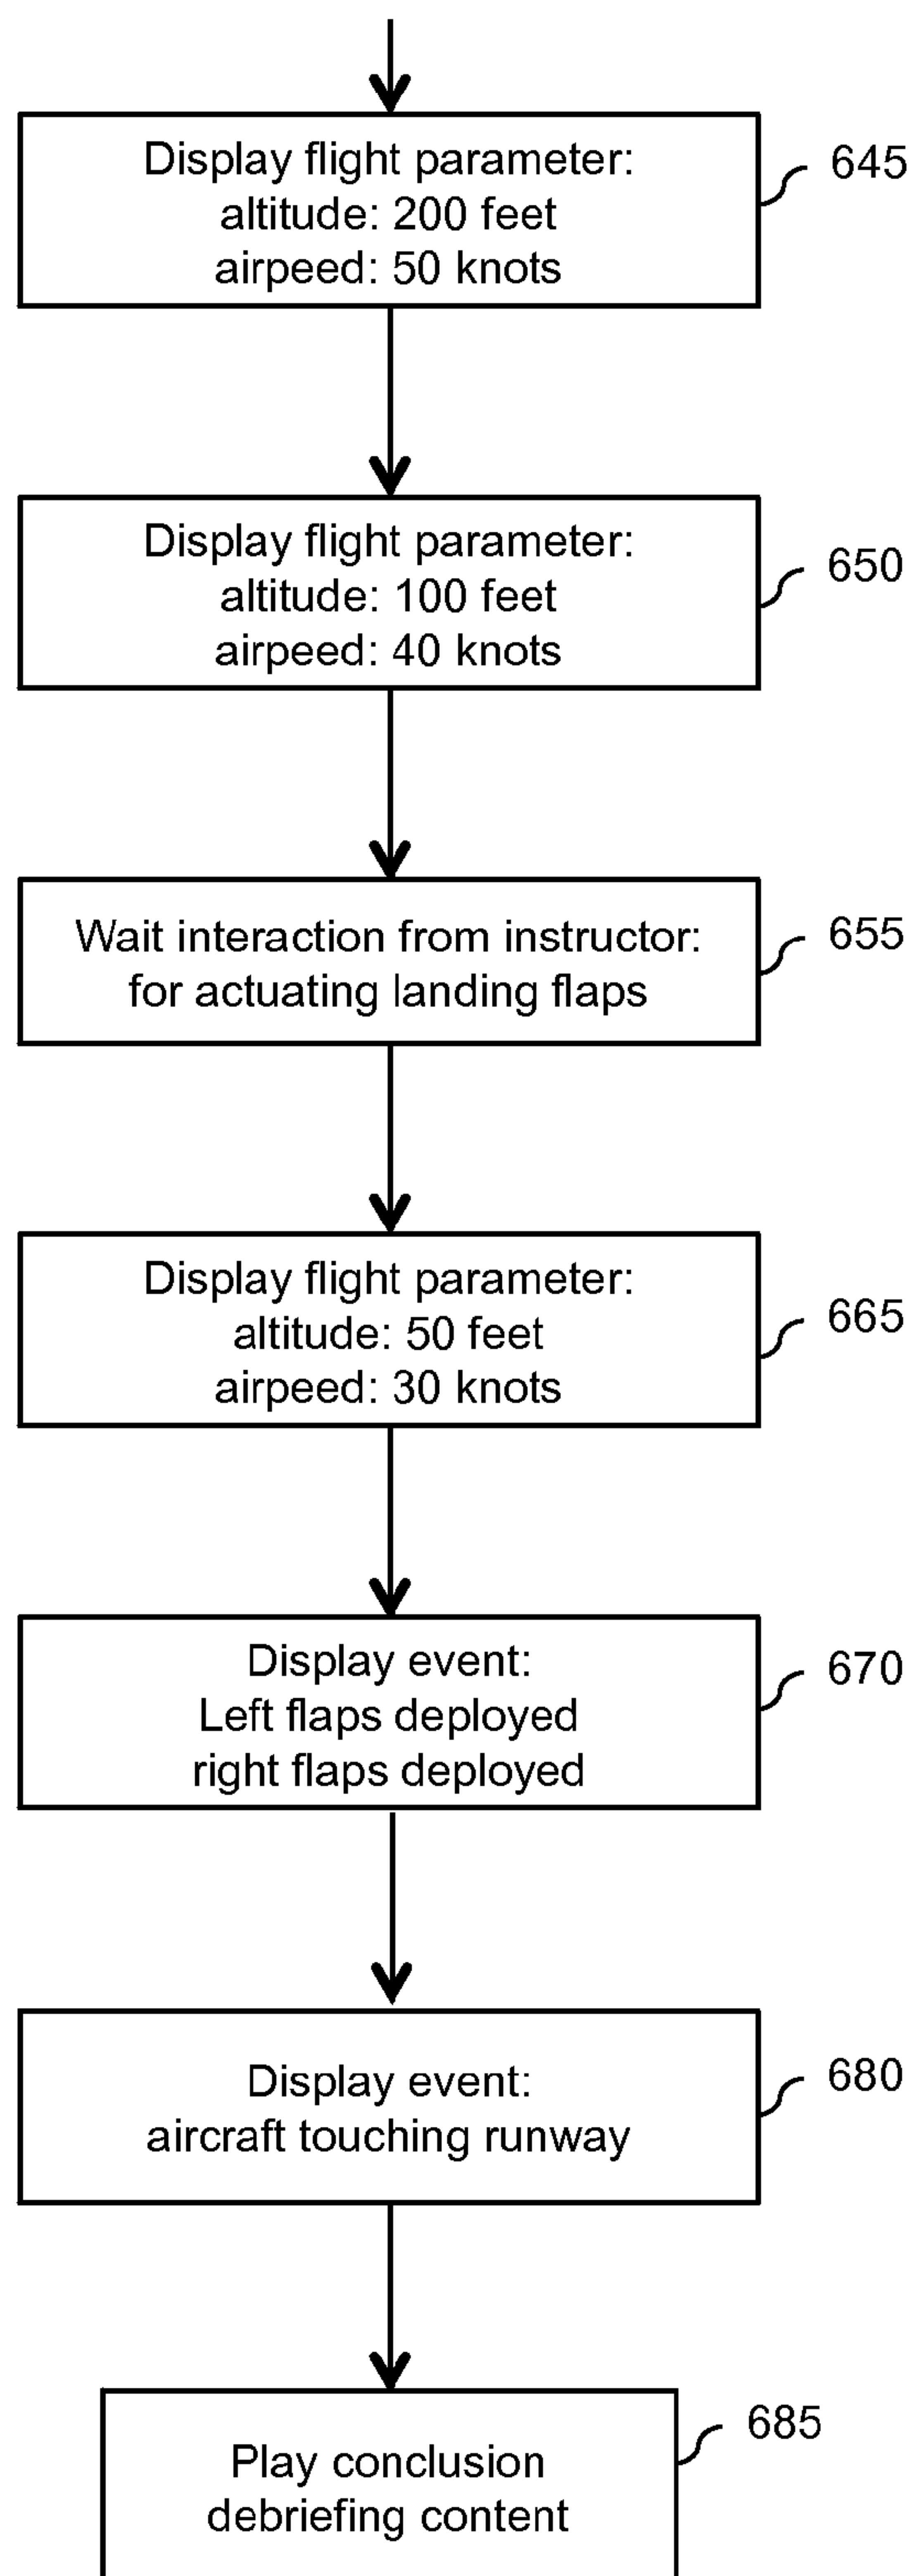 Display flight parameter:
altitude: 200 feet
airpeed: 50 knots
645
Display flight parameter:
altitude: 100 feet
airpeed: 40 knots
650
Wait interaction from instructor:
for actuating landing flaps
655
Display flight parameter:
altitude: 50 feet
airpeed: 30 knots
665
Display event:
Left flaps deployed
right flaps deployed
670
Display event:
aircraft touching runway
680
Play conclusion
debriefing content
685